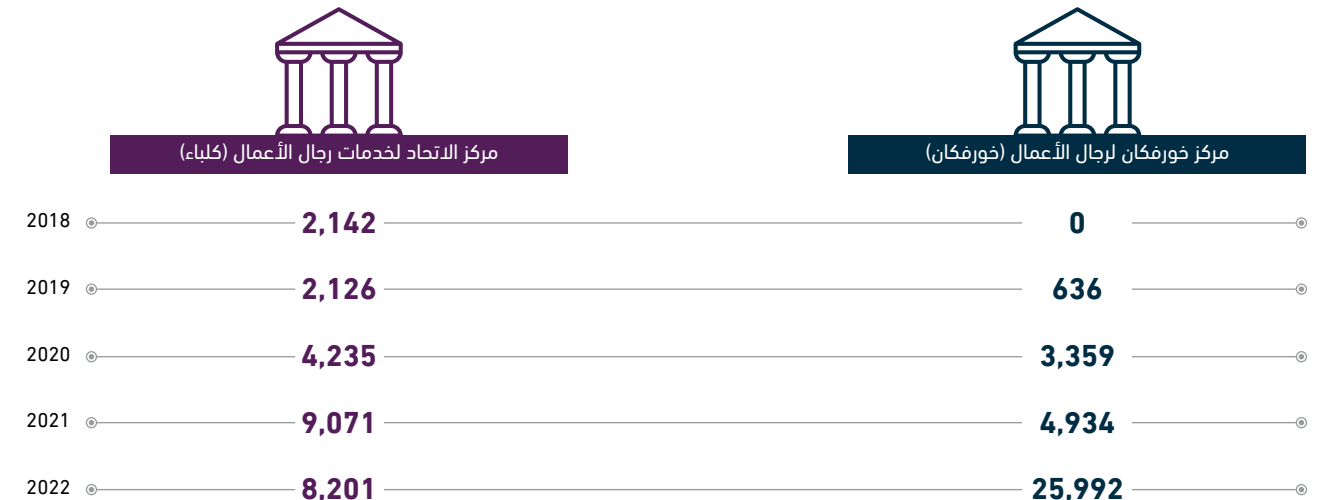 مركز خورفكان لرجال الأعمال (خورفكان)
مركز الاتحاد لخدمات رجال الأعمال (كلباء)
2018 2,142 0
2019 2,126 636
2020 4,235 3,359
2021 9,071 4,934
2022 8,201 25,992